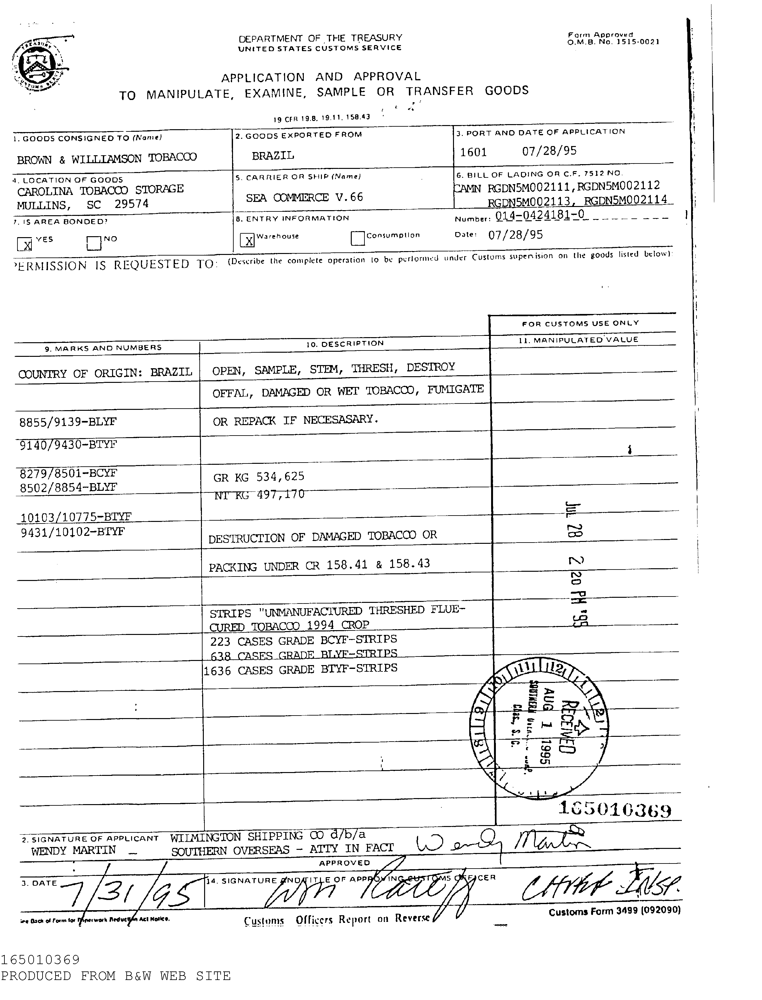 DEPARTMENT OF THE TREASURY
UNITED STATES CUSTOMS SERVICE
Form Approved
O.M.B. No. 1515-0021
APPLICATION AND APPROVAL
TO MANIPULATE, EXAMINE, SAMPLE OR TRANSFER GOODS
19 CFR 19.8, 19.11, 158.43
1. GOODS CONSIGNED TO (Name)
BROWN & WILLIAMSON TOBACCO
2. GOODS EXPORTED FROM
BRAZIL
3. PORT AND DATE OF APPLICATION
1601 07/28/95
4. LOCATION OF GOODS
CAROLINA TOBACCO STORAGE
MULLINS, SC 29574
5. CARRIER OR SHIP (Name)
SEA COMMERCE V.66
6. BILL OF LADING OR C.F. 7512 NO.
CAMN RGDN5M002111, RGDN5M002112
RGDN5M002113, RGDN5M002114
7. IS AREA BONDED?
X YES NO
8. ENTRY INFORMATION
X Warehouse Consumption
Number: 014-0424181-0
Date: 07/28/95
PERMISSION IS REQUESTED TO: (Describe the complete operation to be performed under Customs supervision on the goods listed below):
FOR CUSTOMS USE ONLY
9. MARKS AND NUMBERS
10. DESCRIPTION
11. MANIPULATED VALUE
COUNTRY OF ORIGIN: BRAZIL
OPEN, SAMPLE, STEM, THRESH, DESTROY
OFFAL, DAMAGED OR WET TOBACCO, FUMIGATE
8855/9139-BLYF
OR REPACK IF NECESASARY.
9140/9430-BTYF
8279/8501-BCYF
8502/8854-BLYF
GR KG 534,625
NT KG 497,170
10103/10775-BTYF
9431/10102-BTYF
DESTRUCTION OF DAMAGED TOBACCO OR
PACKING UNDER CR 158.41 & 158.43
JUL 28 2 20 PM '95
STRIPS "UNMANUFACTURED THRESHED FLUE-
CURED TOBACCO 1994 CROP
223 CASES GRADE BCYF-STRIPS
638 CASES GRADE BLYF-STRIPS
1636 CASES GRADE BTYF-STRIPS
RECEIVED
AUG 1 1995
165010369
2. SIGNATURE OF APPLICANT
WENDY MARTIN
WILMINGTON SHIPPING CO d/b/a
SOUTHERN OVERSEAS - ATTY IN FACT
Wendy Martin
APPROVED
3. DATE
7/31/95
14. SIGNATURE AND TITLE OF APPROVING CUSTOMS OFFICER
INSP.
See Back of Form for Paperwork Reduction Act Notice.
Customs Officers Report on Reverse
Customs Form 3499 (092090)
165010369
PRODUCED FROM B&W WEB SITE